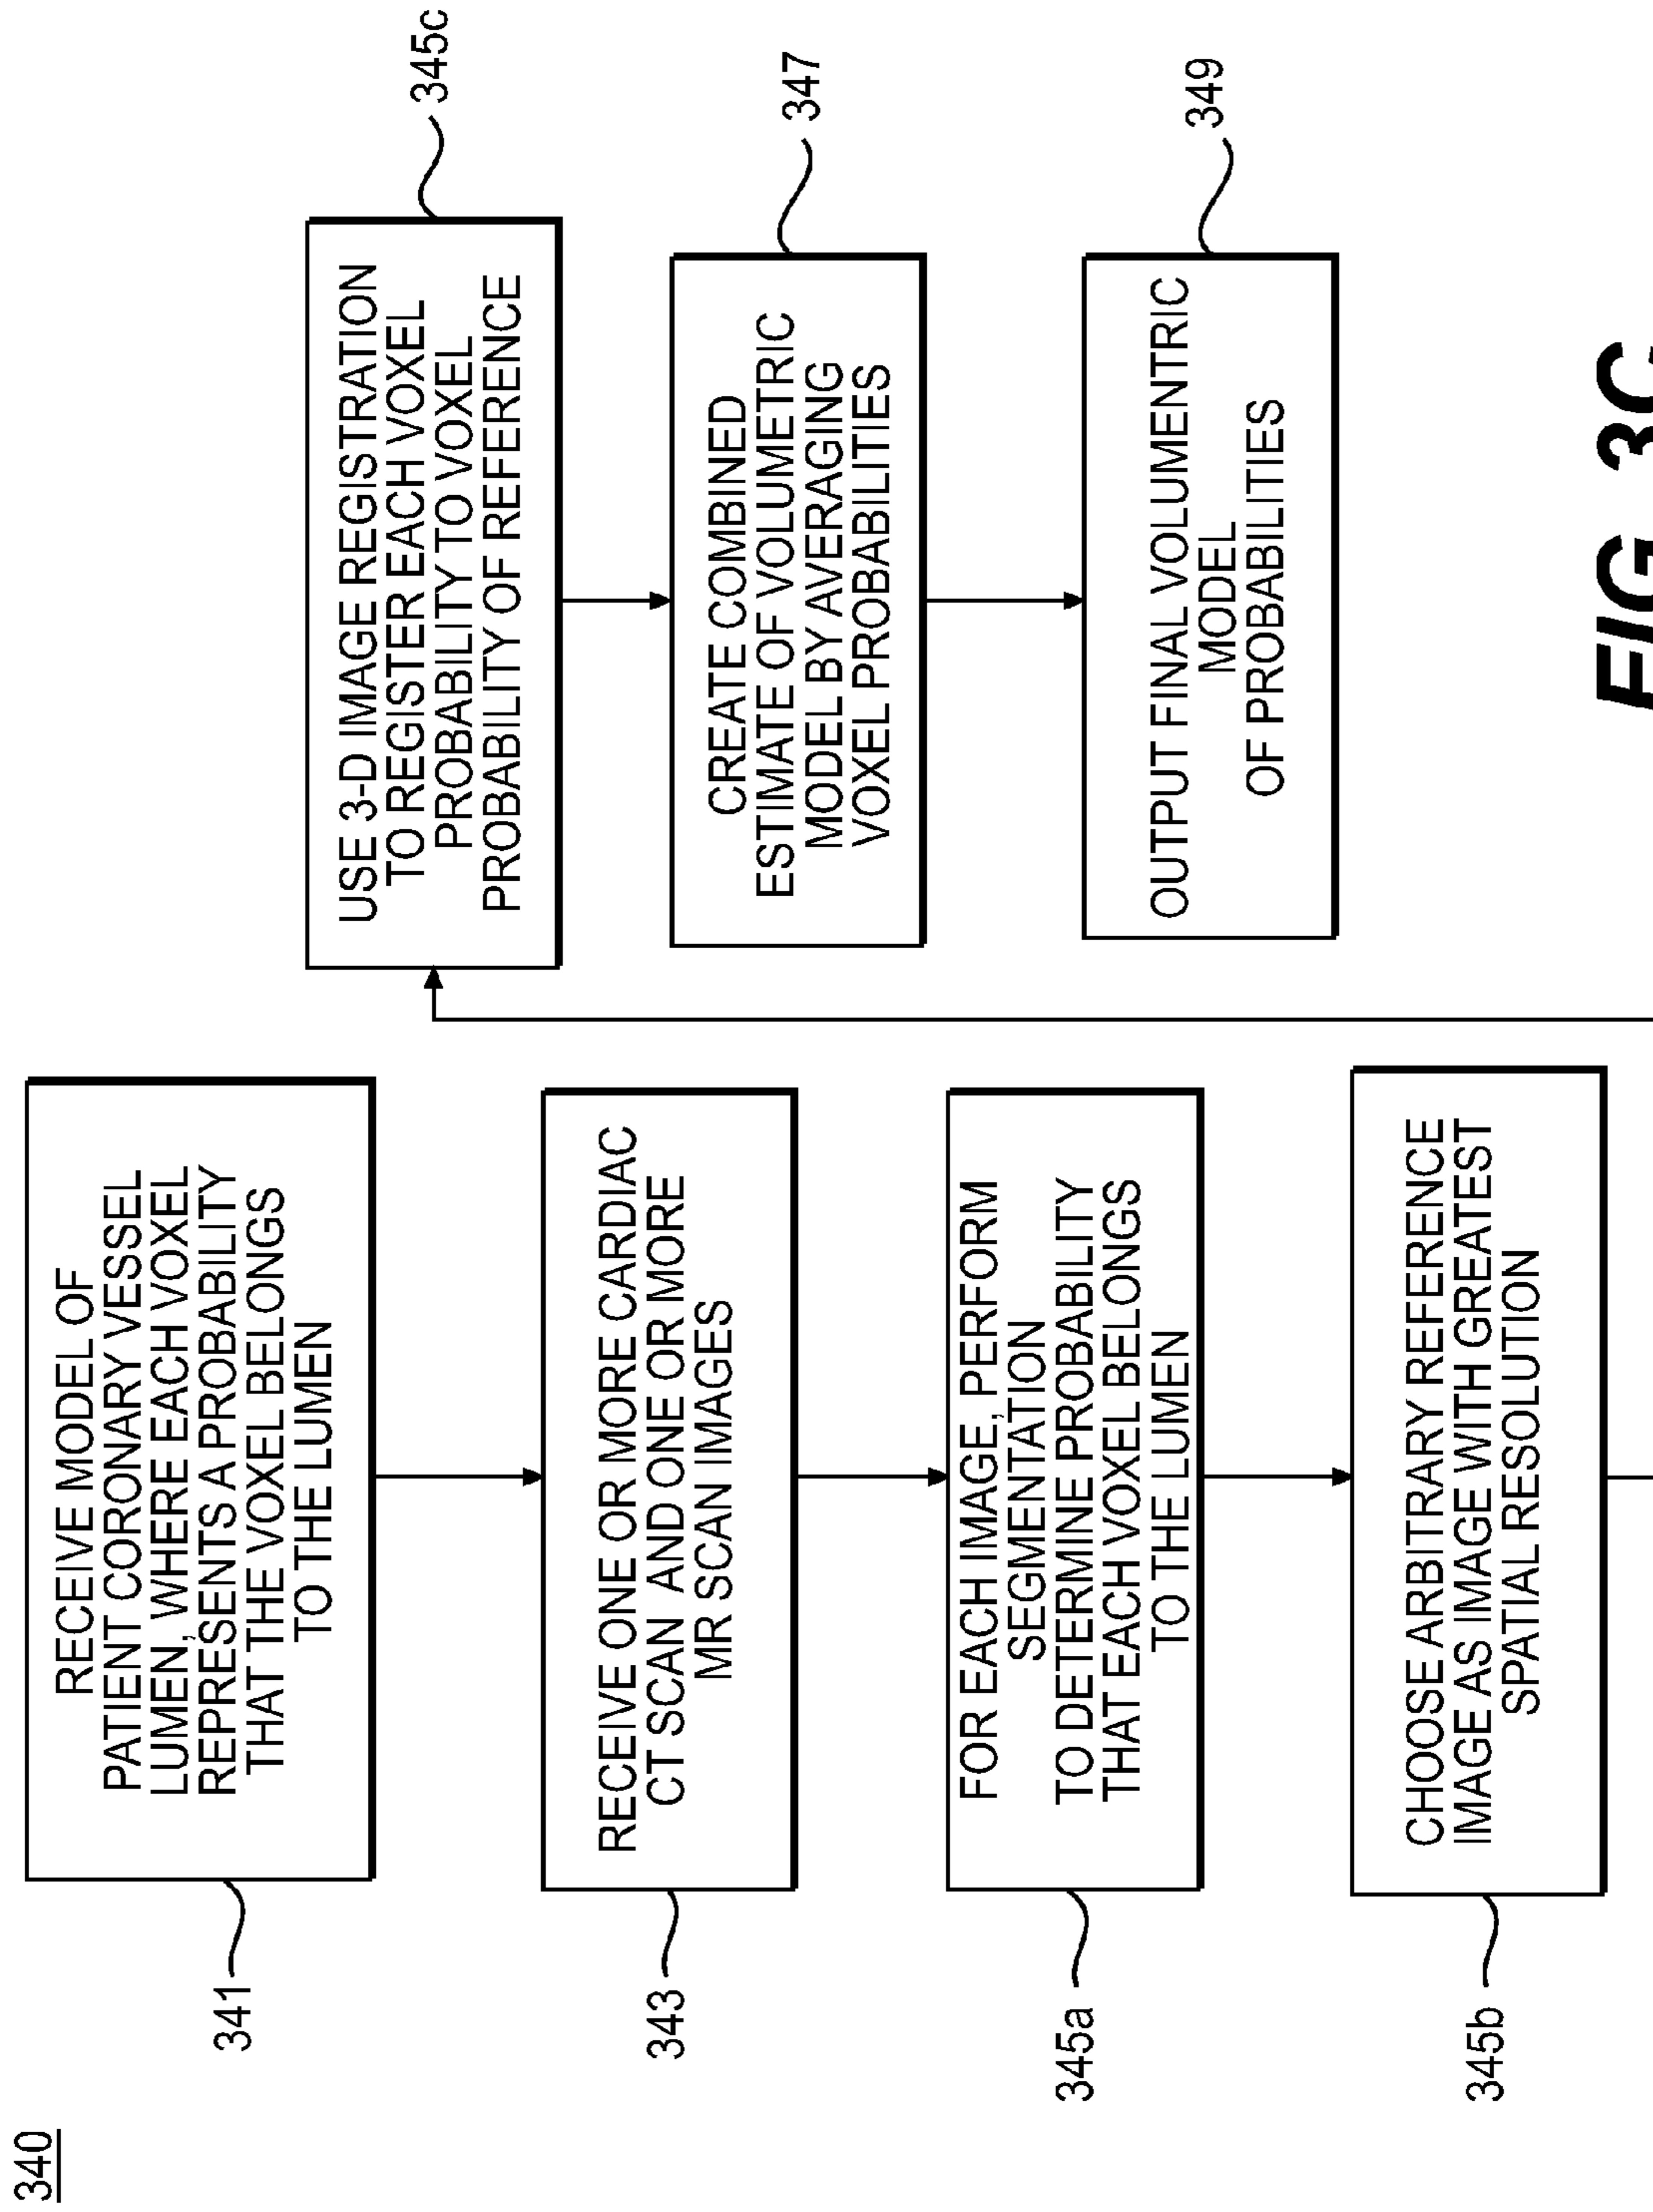 340
341
RECEIVE MODEL OF
PATIENT CORONARY VESSEL
LUMEN, WHERE EACH VOXEL
REPRESENTS A PROBABILITY
THAT THE VOXEL BELONGS
TO THE LUMEN
343
RECEIVE ONE OR MORE CARDIAC
CT SCAN AND ONE OR MORE
MR SCAN IMAGES
345a
FOR EACH IMAGE, PERFORM
SEGMENTATION
TO DETERMINE PROBABILITY
THAT EACH VOXEL BELONGS
TO THE LUMEN
345b
CHOOSE ARBITRARY REFERENCE
IMAGE AS IMAGE WITH GREATEST
SPATIAL RESOLUTION
345c
USE 3-D IMAGE REGISTRATION
TO REGISTER EACH VOXEL
PROBABILITY TO VOXEL
PROBABILITY OF REFERENCE
347
CREATE COMBINED
ESTIMATE OF VOLUMETRIC
MODEL BY AVERAGING
VOXEL PROBABILITIES
349
OUTPUT FINAL VOLUMENTRIC
MODEL
OF PROBABILITIES
FIG. 3C